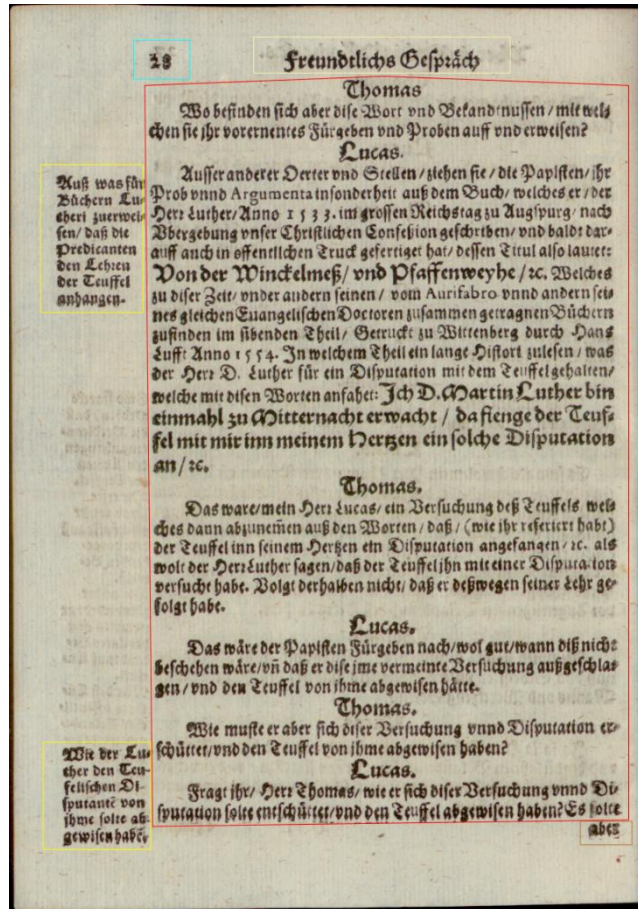 28
Freundtlichs Gespräch
Thomas
Wo befinden sich aber dise Wort vnd Bekandtnussen / mit wel⸗
chen sie jhr vorernentes Fürgeben vnd Proben auff vnd erweisen?
Lucas.
Ausser anderer Oerter vnd Stellen / ziehen sie / die Papisten / jhr
Prob vnnd Argumenta insonderheit auß dem Buch / welches er / der
Herr Luther / Anno 1533. im grossen Reichstag zu Augspurg / nach
Vbergebung vnser Christlichen Confeßion geschriben / vnd baldt dar⸗
auff auch in offentlichen Truck gefertiget hat / dessen Titul also lautet:
Von der Winckelmeß / vnd Pfaffenweyhe / ꝛc. Welches
zu diser Zeit / vnder andern seinen / vom Aurifabro vnnd andern sei⸗
nes gleichen Euangelischen Doctoren zusammen getragnen Büchern
zufinden im sibenden Theil / Getruckt zu Wittenberg durch Hans
Lufft Anno 1554. In welchem Theil ein lange Histori zulesen / was
der Herr D. Luther für ein Disputation mit dem Teuffel gehalten /
welche mit disen Worten anfahet: Ich D. Martin Luther bin
einmahl zu Mitternacht erwacht / da fienge der Teuf⸗
fel mit mir inn meinem Hertzen ein solche Disputation
an / ꝛc.
Thomas.
Das ware / mein Herr Lucas / ein Versuchung deß Teuffels wel⸗
ches dann abzunem̃en auß den Worten / daß / (wie jhr referiert habt)
der Teuffel inn seinem Hertzen ein Disputation angefangen / ꝛc. als
wolt der Herr Luther sagen / daß der Teuffel jhn mit einer Disputation
versucht habe. Volgt derhalben nicht / daß er deßwegen seiner Lehr ge⸗
folgt habe.
Lucas.
Das wäre der Papisten Fürgeben nach / wol gut / wann diß nicht
beschehen wäre / vñ daß er dise jme vermeinte Versuchung außgeschla⸗
gen / vnd den Teuffel von jhme abgewisen hätte.
Thomas.
Wie muste er aber sich diser Versuchung vnnd Disputation er⸗
schüttet / vnd den Teuffel von jhme abgewisen haben?
Lucas.
Fragt jhr / Herr Thomas / wie er sich diser Versuchung vnnd Di⸗
sputation solte entschüttet / vnd den Teuffel abgewisen haben? Es solte
aber
Auß was für
Büchern Lu⸗
theri zuerwei⸗
sen / daß die
Predicanten
den Lehren
der Teuffel
anhangen.
Wie der Lu⸗
ther den Teu⸗
felischen Di⸗
sputantẽ von
jhme solte ab⸗
gewisen habẽ.